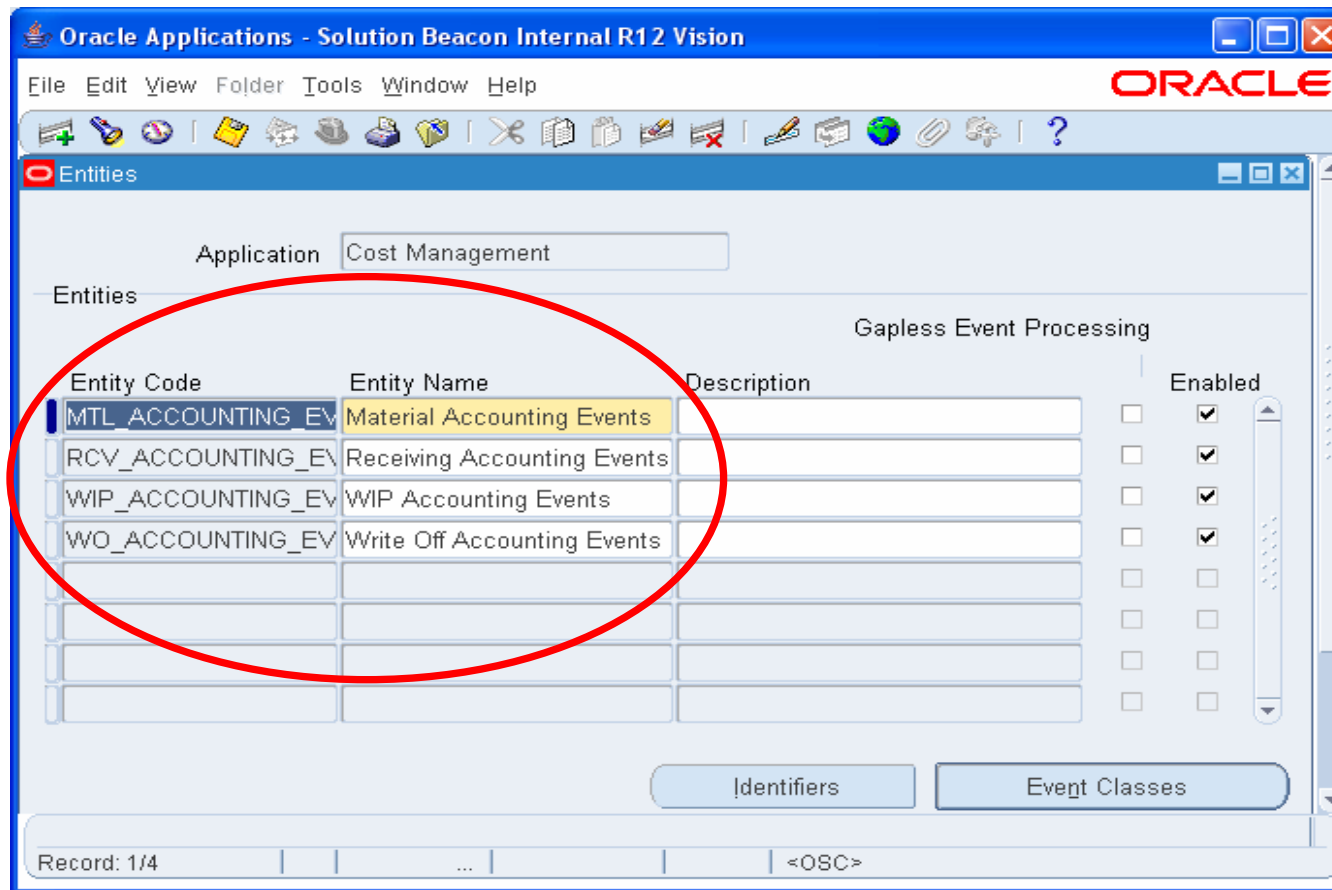 Oracle Applications - Solution Beacon Internal R12 Vision
File Edit View Folder Tools Window Help
ORACLE
Entities
Application Cost Management
Entities
Gapless Event Processing
Entity Code Entity Name Description Enabled
MTL_ACCOUNTING_EV Material Accounting Events
RCV_ACCOUNTING_EV Receiving Accounting Events
WIP_ACCOUNTING_EV WIP Accounting Events
WO_ACCOUNTING_EV Write Off Accounting Events
Identifiers Event Classes
Record: 1/4 ... <OSC>